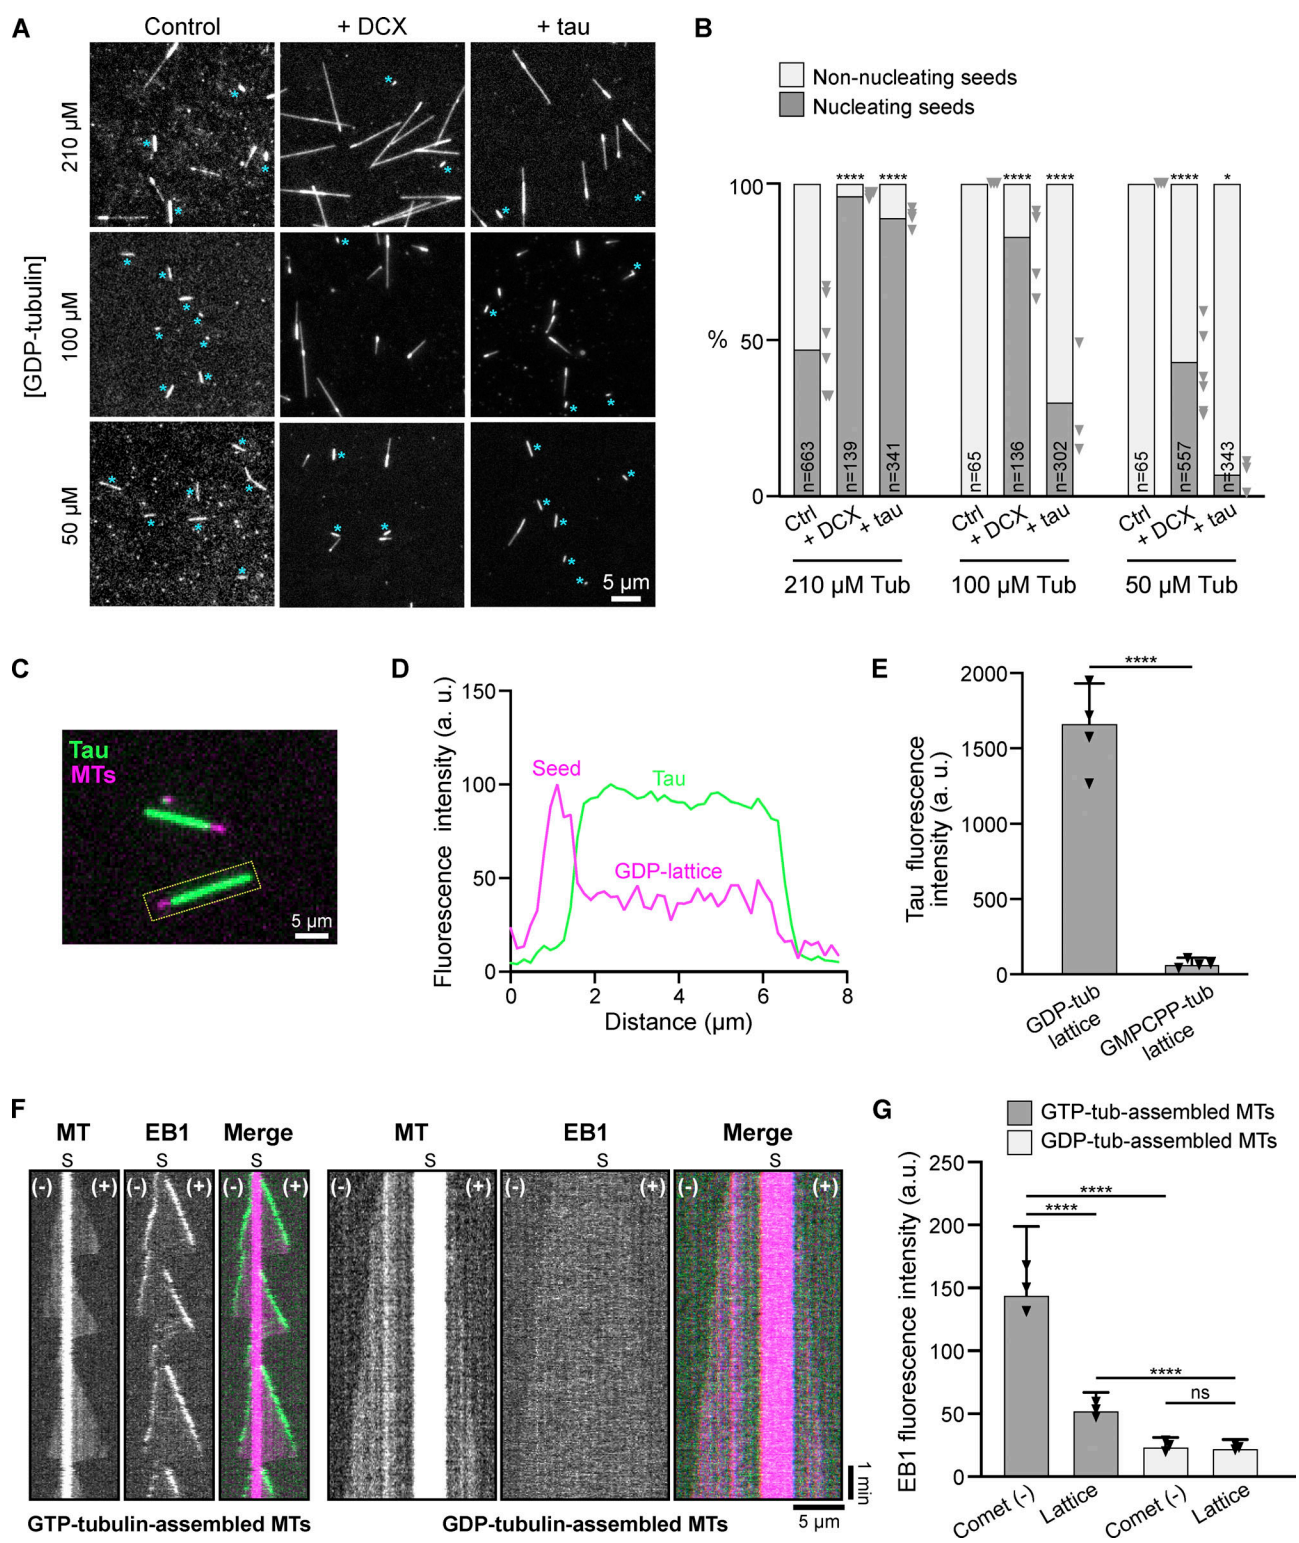 A
Control
+ DCX
+ tau
[GDP-tubulin]
210 µM
100 µM
50 µM
5 µm
B
Non-nucleating seeds
Nucleating seeds
%
100
50
0
**** ****
**** ****
**** *
n=663
n=139
n=341
n=65
n=136
n=302
n=65
n=557
n=343
Ctrl
+ DCX
+ tau
Ctrl
+ DCX
+ tau
Ctrl
+ DCX
+ tau
210 µM Tub
100 µM Tub
50 µM Tub
C
Tau
MTs
5 µm
D
Fluorescence intensity (a. u.)
150
100
50
0
Seed
Tau
GDP-lattice
0 2 4 6 8
Distance (µm)
E
Tau fluorescence
intensity (a. u.)
2000
1500
1000
500
0
****
GDP-tub
lattice
GMPCPP-tub
lattice
F
MT EB1 Merge
S S S
(-) (+) (-) (+) (-) (+)
GTP-tubulin-assembled MTs
MT EB1 Merge
S S S
(-) (+) (-) (+) (-) (+)
1 min
5 µm
GDP-tubulin-assembled MTs
G
GTP-tub-assembled MTs
GDP-tub-assembled MTs
EB1 fluorescence intensity (a.u.)
250
200
150
100
50
0
****
****
****
ns
Comet (-)
Lattice
Comet (-)
Lattice